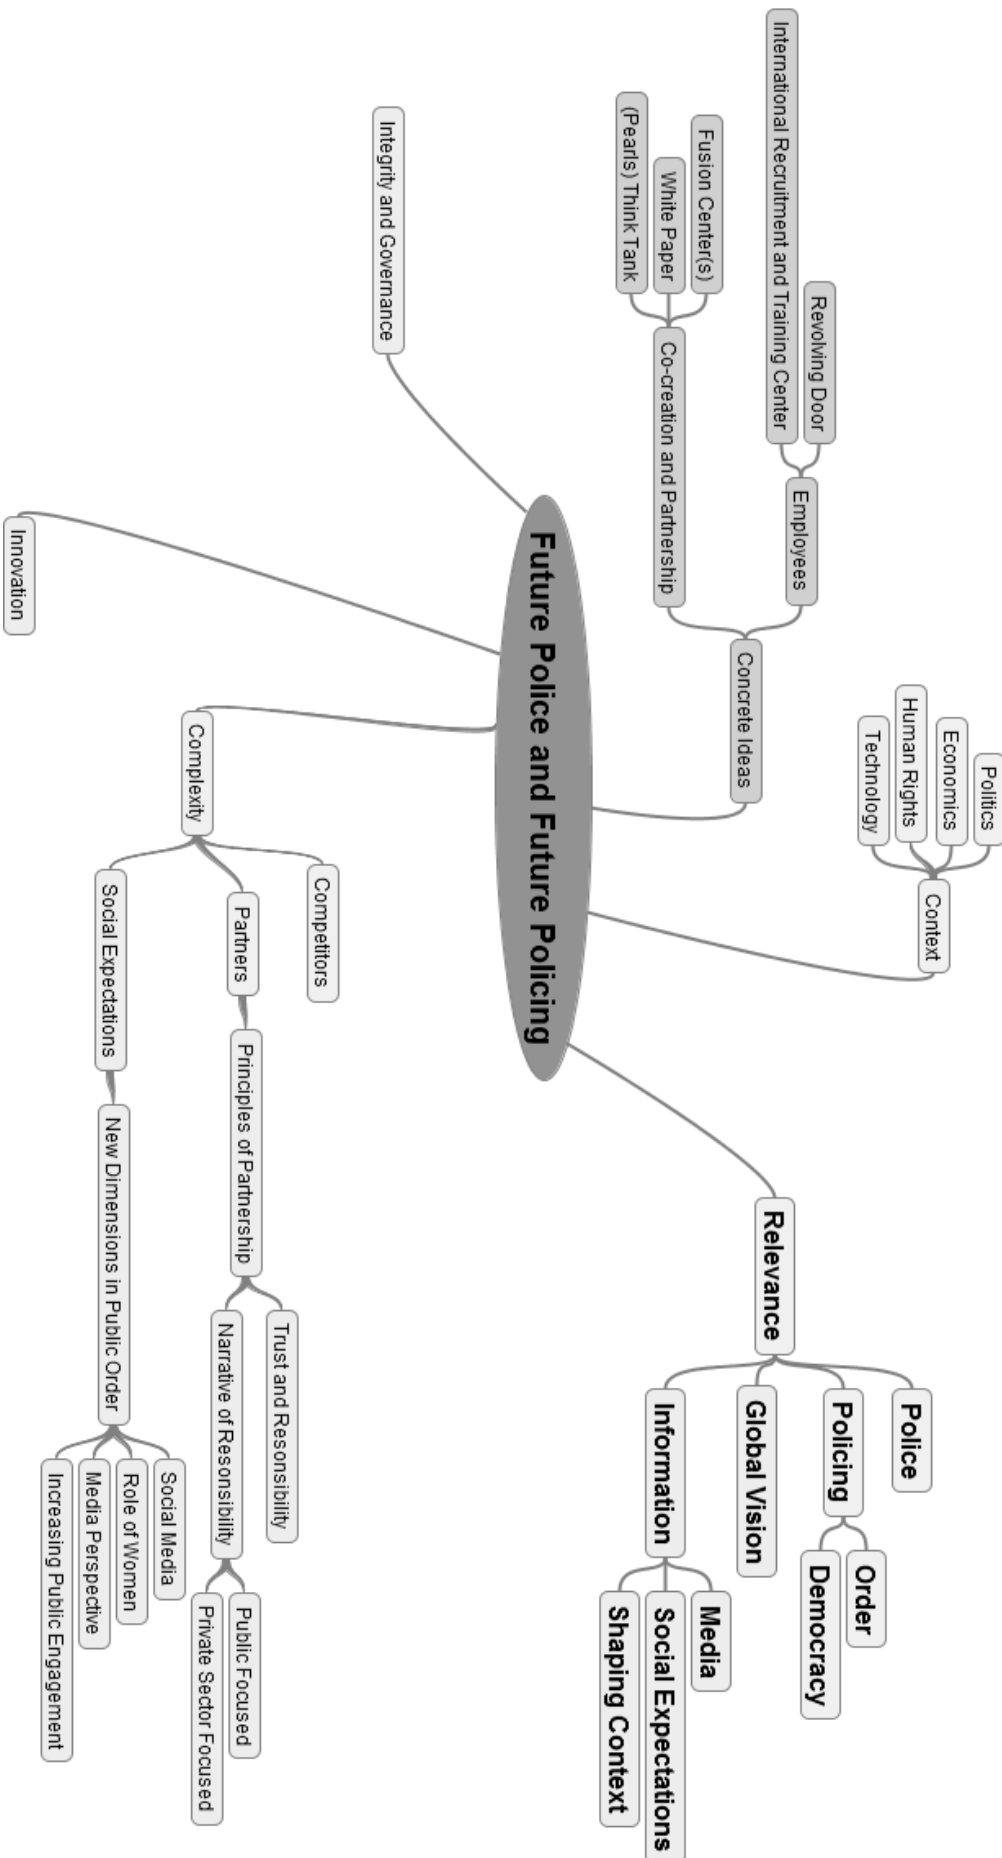 Future Police and Future Policing
Relevance
Police
Policing
Order
Democracy
Global Vision
Information
Media
Social Expectations
Shaping Context
Context
Politics
Economics
Human Rights
Technology
Concrete Ideas
Employees
Revolving Door
International Recruitment and Training Center
Co-creation and Partnership
Fusion Center(s)
White Paper
(Pearls) Think Tank
Integrity and Governance
Innovation
Complexity
Competitors
Partners
Principles of Partnership
Trust and Resonsibility
Narrative of Resonsibility
Public Focused
Private Sector Focused
Social Expectations
New Dimensions in Public Order
Social Media
Role of Women
Media Perspective
Increasing Public Engagement